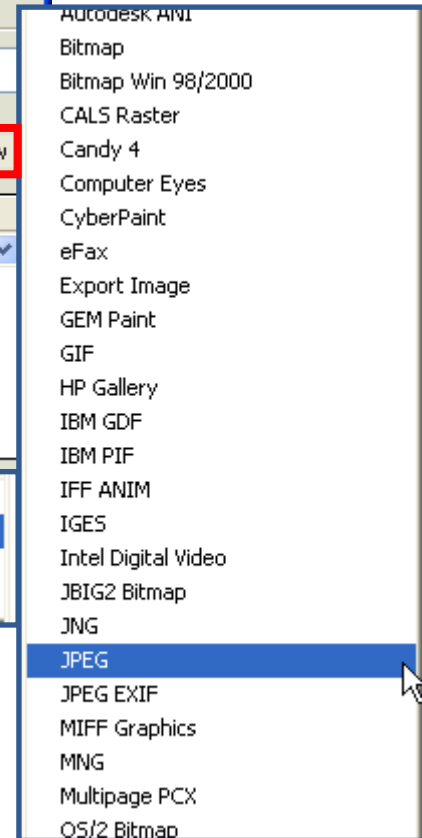 Autodesk ANI
Bitmap
Bitmap Win 98/2000
CALS Raster
Candy 4
Computer Eyes
CyberPaint
eFax
Export Image
GEM Paint
GIF
HP Gallery
IBM GDF
IBM PIF
IFF ANIM
IGES
Intel Digital Video
JBIG2 Bitmap
JNG
JPEG
JPEG EXIF
MIFF Graphics
MNG
Multipage PCX
OS/2 Bitmap